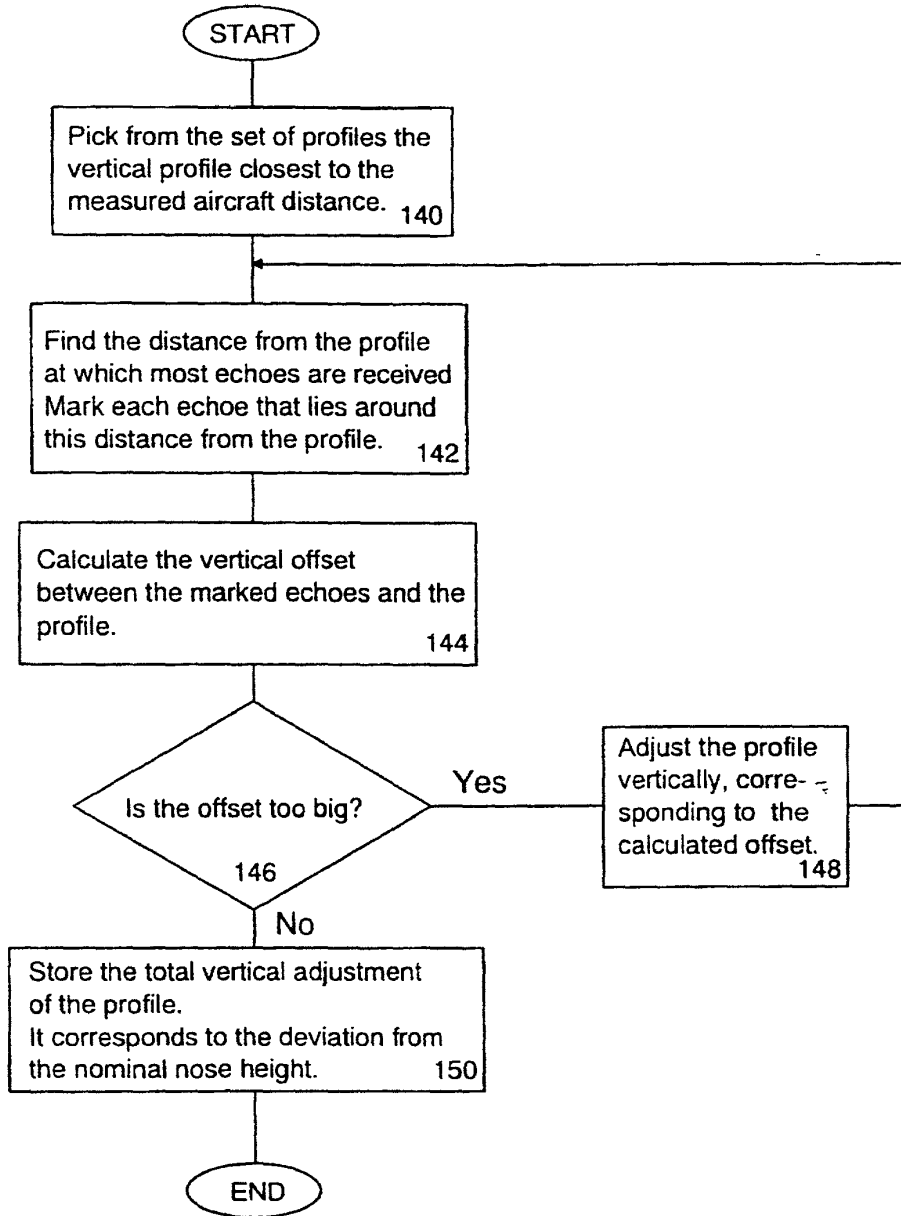 START
Pick from the set of profiles the
vertical profile closest to the
measured aircraft distance.
140
Find the distance from the profile
at which most echoes are received
Mark each echo that lies around
this distance from the profile.
142
Calculate the vertical offset
between the marked echoes and the
profile.
144
Is the offset too big?
146
Yes
Adjust the profile
vertically, corre-
sponding to the
calculated offset.
148
No
Store the total vertical adjustment
of the profile.
It corresponds to the deviation from
the nominal nose height.
150
END